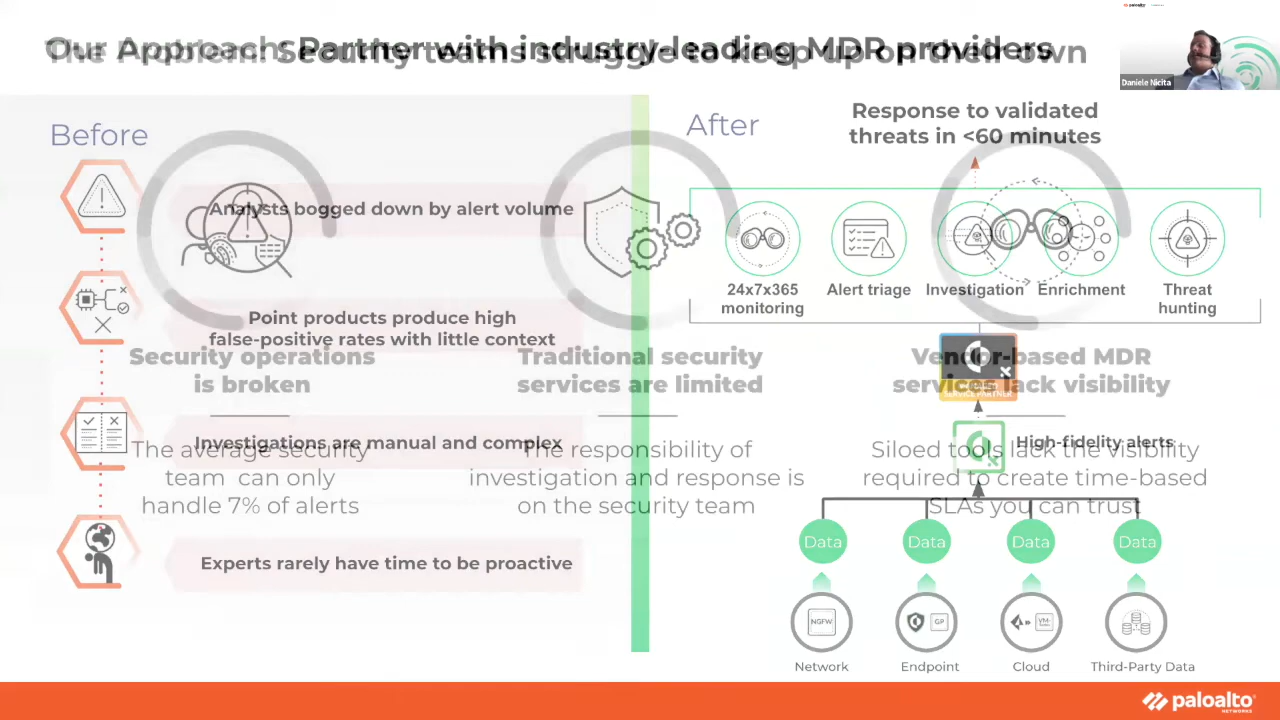 Our Approach: Partner with industry-leading MDR providers
The Problem: Security teams struggle to keep up on their own
Daniele Nicita
Before
Analysts bogged down by alert volume
Point products produce high
false-positive rates with little context
Investigations are manual and complex
Experts rarely have time to be proactive
Security operations
is broken
The average security
team can only
handle 7% of alerts
Traditional security
services are limited
The responsibility of
investigation and response is
on the security team
Vendor-based MDR
services lack visibility
Siloed tools lack the visibility
required to create time-based
SLAs you can trust
After
Response to validated
threats in <60 minutes
24x7x365
monitoring
Alert triage
Investigation
Enrichment
Threat
hunting
SERVICE PARTNER
High-fidelity alerts
Data
Data
Data
Data
NGFW
GP
VM-
Network
Endpoint
Cloud
Third-Party Data
paloalto
NETWORKS
paloalto